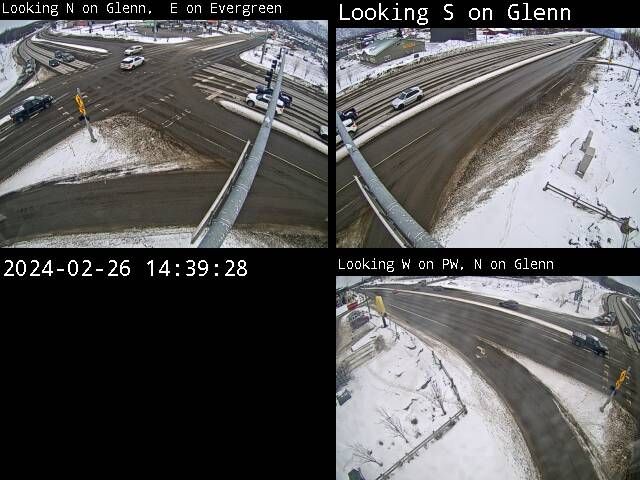 Looking N on Glenn, E on Evergreen
Looking S on Glenn
2024-02-26 14:39:28
Looking W on PW, N on Glenn